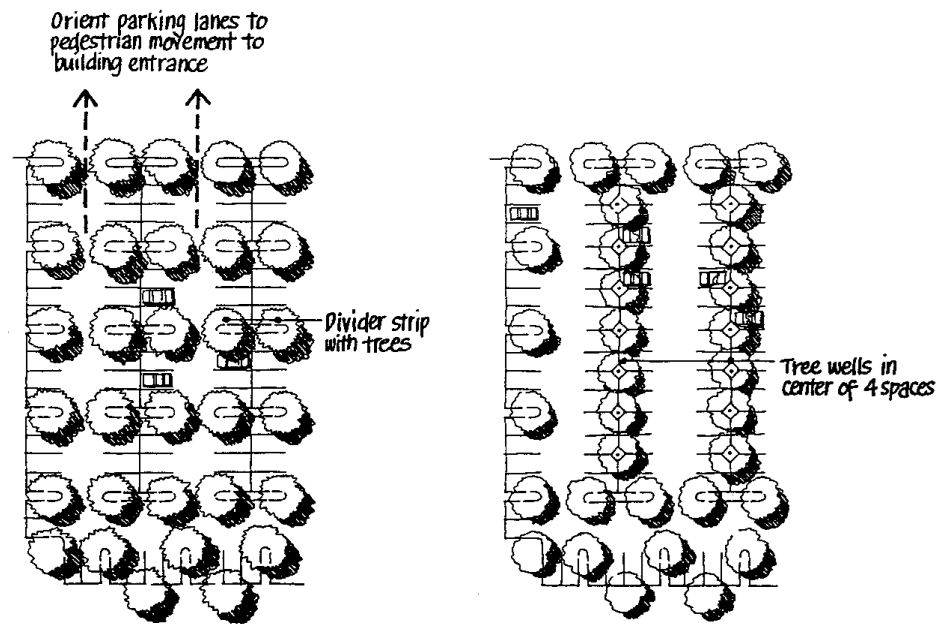 Orient parking lanes to
pedestrian movement to
building entrance
Divider strip
with trees
Tree wells in
center of 4 spaces